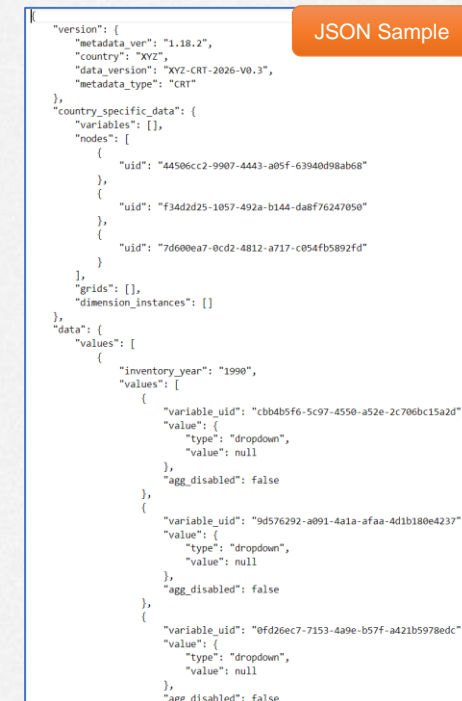 JSON Sample
{
    "version": {
        "metadata_ver": "1.18.2",
        "country": "XYZ",
        "data_version": "XYZ-CRT-2026-V0.3",
        "metadata_type": "CRT"
    },
    "country_specific_data": {
        "variables": [],
        "nodes": [
            {
                "uid": "44506cc2-9907-4443-a05f-63940d98ab68"
            },
            {
                "uid": "f34d2d25-1057-492a-b144-da8f76247050"
            },
            {
                "uid": "7d600ea7-0cd2-4812-a717-c054fb5892fd"
            }
        ],
        "grids": [],
        "dimension_instances": []
    },
    "data": {
        "values": [
            {
                "inventory_year": "1990",
                "values": [
                    {
                        "variable_uid": "cbb4b5f6-5c97-4550-a52e-2c706bc15a2d"
                        "value": {
                            "type": "dropdown",
                            "value": null
                        },
                        "agg_disabled": false
                    },
                    {
                        "variable_uid": "9d576292-a091-4a1a-afaa-4d1b180e4237"
                        "value": {
                            "type": "dropdown",
                            "value": null
                        },
                        "agg_disabled": false
                    },
                    {
                        "variable_uid": "0fd26ec7-7153-4a9e-b57f-a421b5978edc"
                        "value": {
                            "type": "dropdown",
                            "value": null
                        },
                        "agg_disabled": false